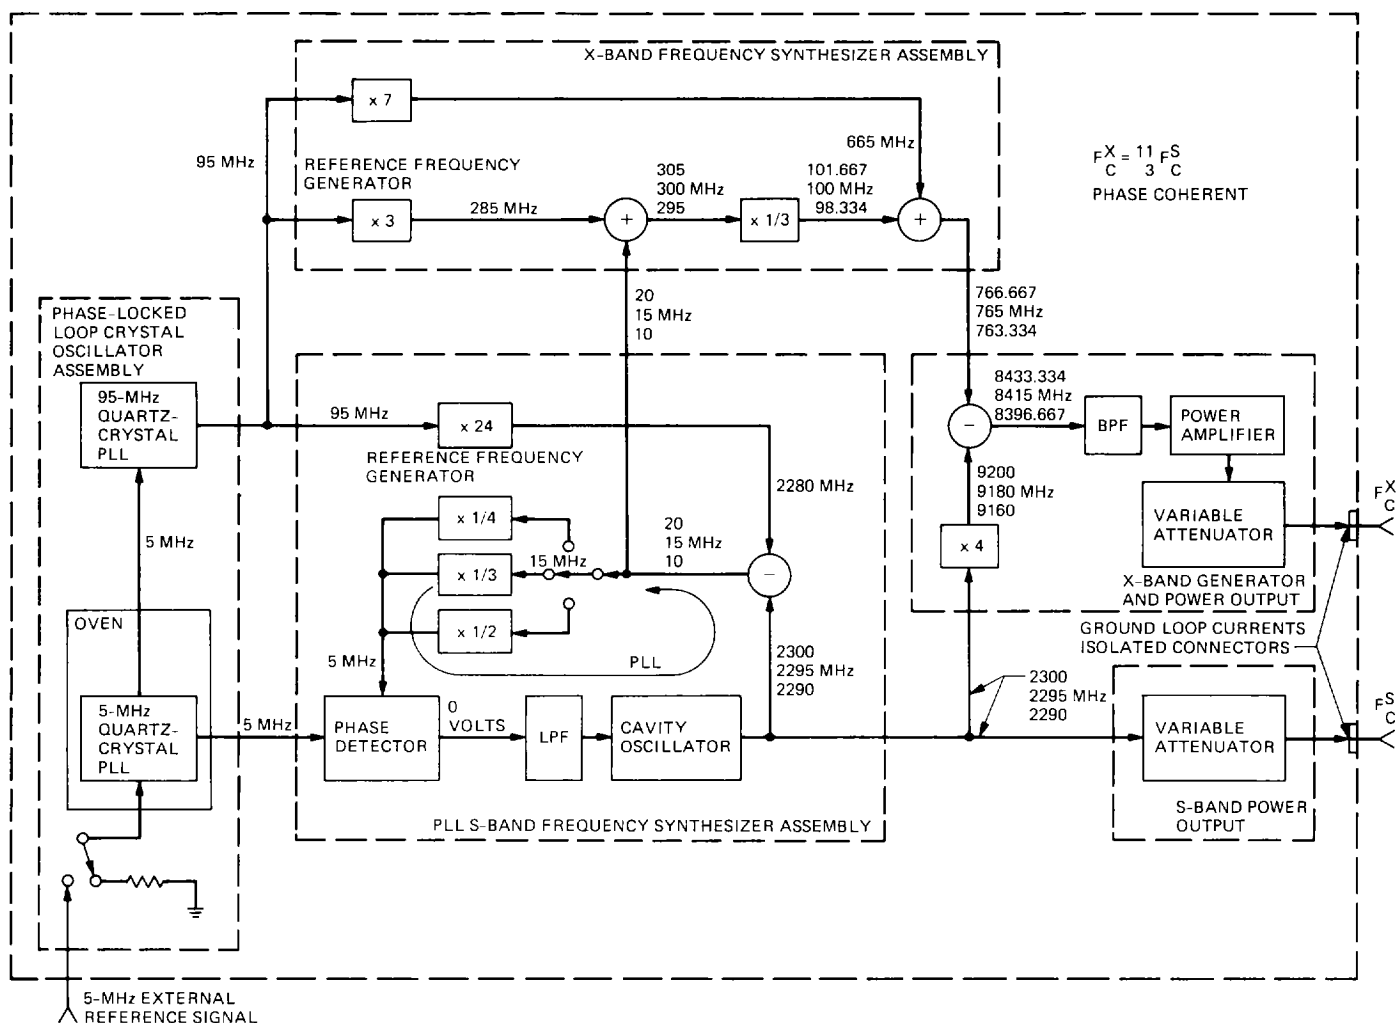 X-BAND FREQUENCY SYNTHESIZER ASSEMBLY
x 7
95 MHz
665 MHz
REFERENCE FREQUENCY
GENERATOR
x 3
285 MHz
+
305
300 MHz
295
x 1/3
101.667
100 MHz
98.334
+
F X C = 11 3 F S C
PHASE COHERENT
20
15 MHz
10
766.667
765 MHz
763.334
PHASE-LOCKED
LOOP CRYSTAL
OSCILLATOR
ASSEMBLY
95-MHz
QUARTZ-
CRYSTAL
PLL
5 MHz
OVEN
5-MHz
QUARTZ-
CRYSTAL
PLL
5-MHz EXTERNAL
REFERENCE SIGNAL
95 MHz
x 24
REFERENCE FREQUENCY
GENERATOR
2280 MHz
x 1/4
x 1/3
x 1/2
15 MHz
20
15 MHz
10
−
PLL
5 MHz
2300
2295 MHz
2290
5 MHz
PHASE
DETECTOR
0
VOLTS
LPF
CAVITY
OSCILLATOR
PLL S-BAND FREQUENCY SYNTHESIZER ASSEMBLY
−
8433.334
8415 MHz
8396.667
BPF
POWER
AMPLIFIER
9200
9180 MHz
9160
x 4
VARIABLE
ATTENUATOR
X-BAND GENERATOR
AND POWER OUTPUT
F X C
GROUND LOOP CURRENTS
ISOLATED CONNECTORS
2300
2295 MHz
2290
VARIABLE
ATTENUATOR
S-BAND POWER
OUTPUT
F S C